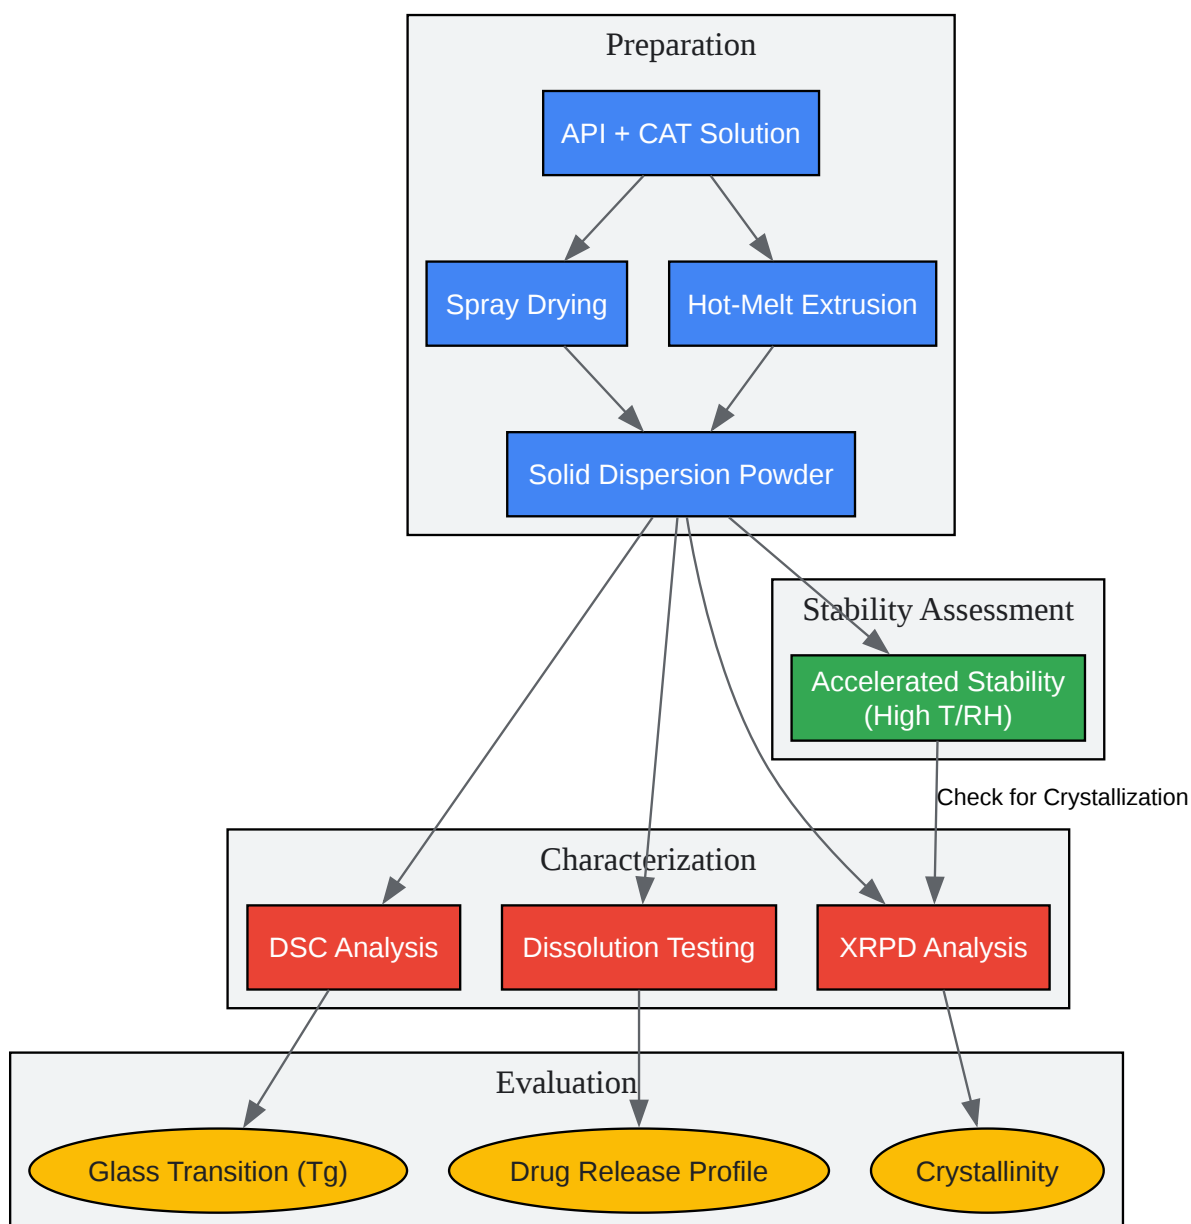 Preparation
API + CAT Solution
Spray Drying
Hot-Melt Extrusion
Solid Dispersion Powder
Stability Assessment
Accelerated Stability
(High T/RH)
Check for Crystallization
Characterization
DSC Analysis
Dissolution Testing
XRPD Analysis
Evaluation
Glass Transition (Tg)
Drug Release Profile
Crystallinity